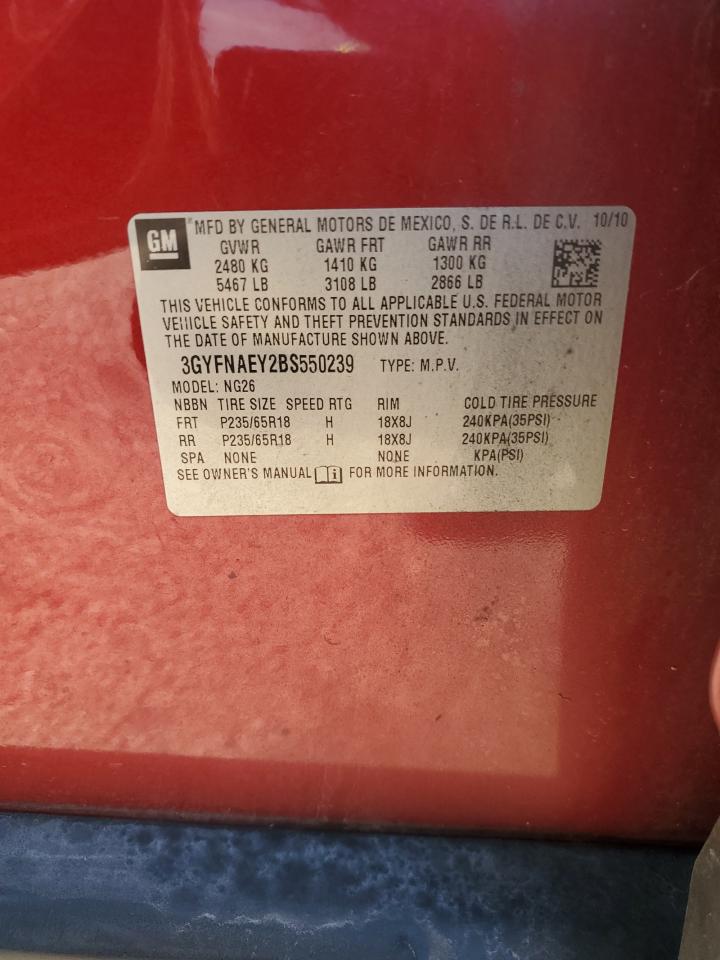 GM ® MFD BY GENERAL MOTORS DE MEXICO, S. DE R.L. DE C.V. 10/10
GVWR GAWR FRT GAWR RR
2480 KG 1410 KG 1300 KG
5467 LB 3108 LB 2866 LB
THIS VEHICLE CONFORMS TO ALL APPLICABLE U.S. FEDERAL MOTOR
VEHICLE SAFETY AND THEFT PREVENTION STANDARDS IN EFFECT ON
THE DATE OF MANUFACTURE SHOWN ABOVE.
3GYFNAEY2BS550239 TYPE: M.P.V.
MODEL: NG26
NBBN TIRE SIZE SPEED RTG RIM COLD TIRE PRESSURE
FRT P235/65R18 H 18X8J 240KPA(35PSI)
RR P235/65R18 H 18X8J 240KPA(35PSI)
SPA NONE NONE KPA(PSI)
SEE OWNER'S MANUAL i FOR MORE INFORMATION.